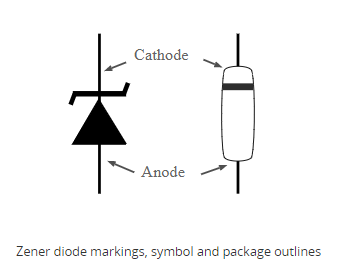 Cathode
Anode
Zener diode markings, symbol and package outlines